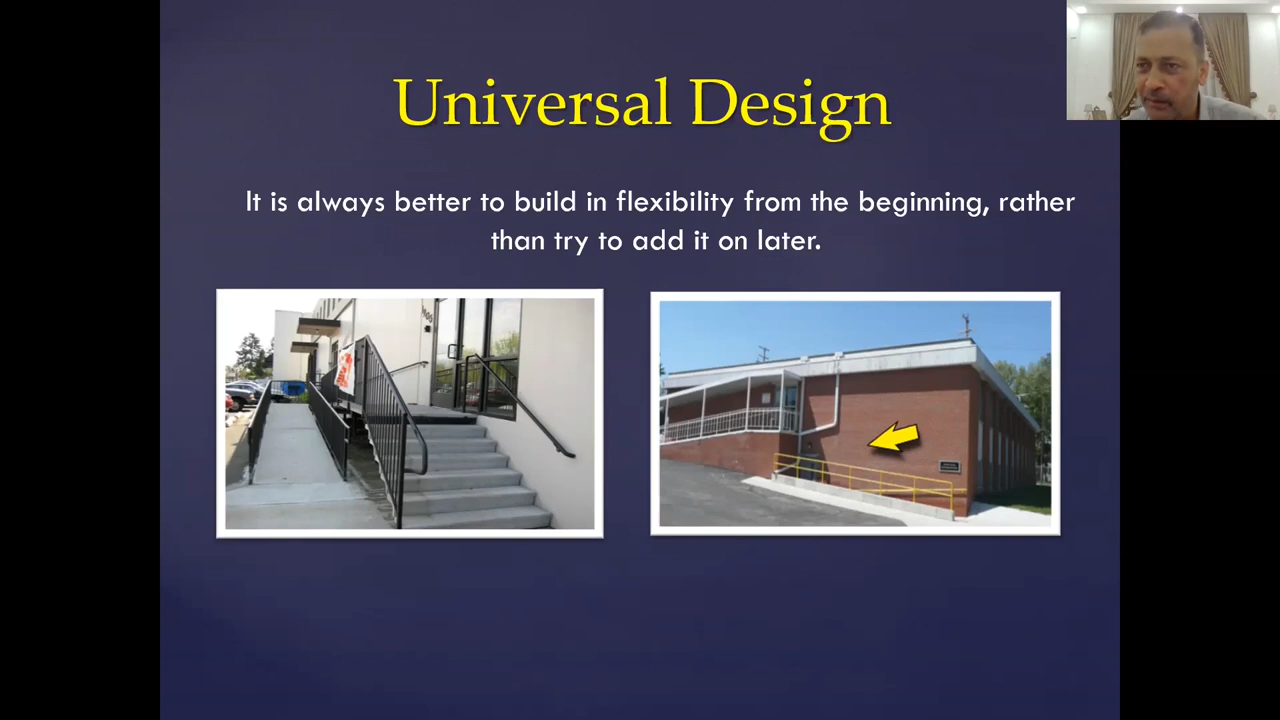 Universal Design
It is always better to build in flexibility from the beginning, rather
than try to add it on later.